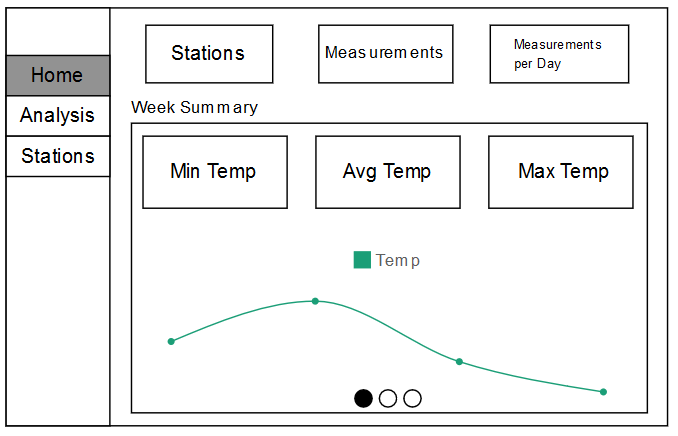 Home
Analysis
Stations
Stations
Measurements
Measurements
per Day
Week Summary
Min Temp
Avg Temp
Max Temp
Temp